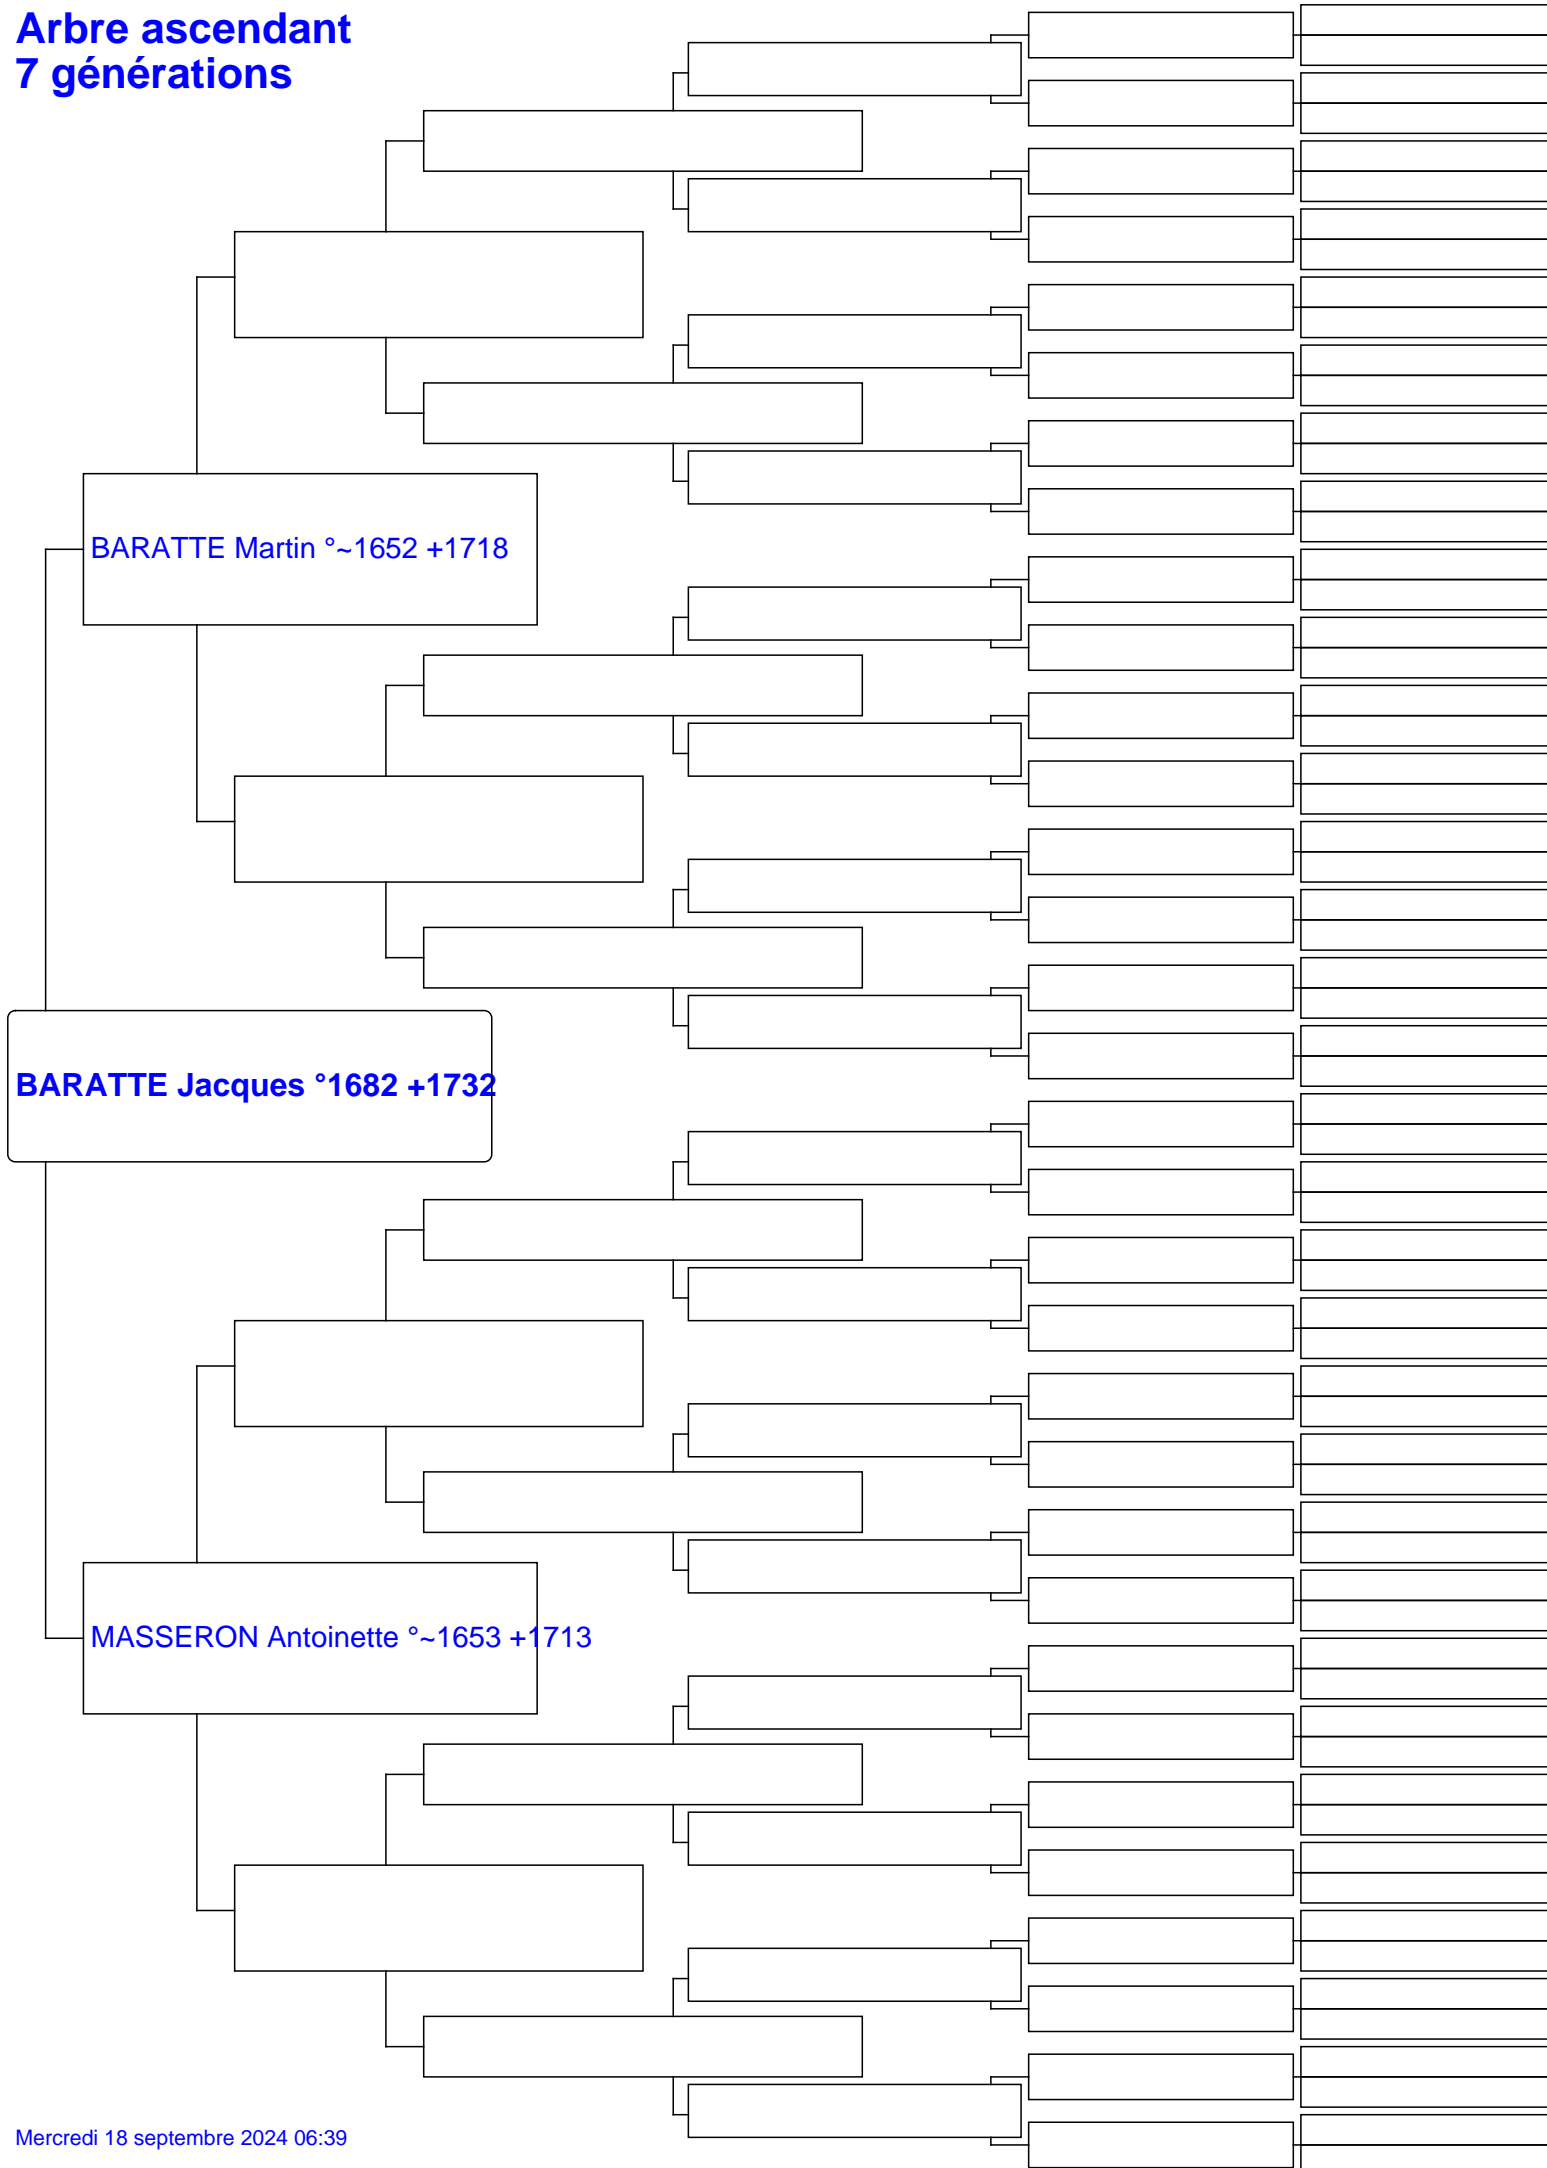 Arbre ascendant
7 générations
BARATTE Martin °~1652 +1718
BARATTE Jacques °1682 +1732
MASSERON Antoinette °~1653 +1713
Mercredi 18 septembre 2024 06:39